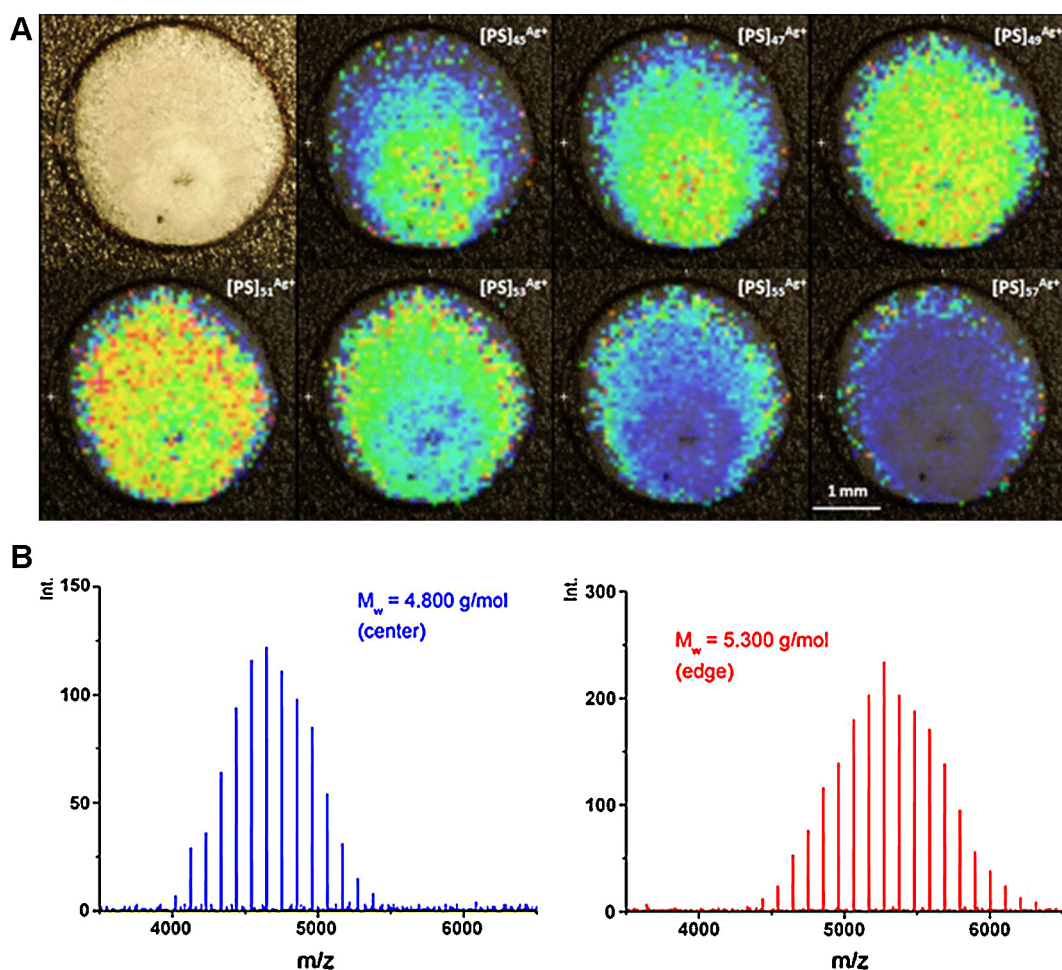 A
[PS]45Ag+
[PS]47Ag+
[PS]49Ag+
[PS]51Ag+
[PS]53Ag+
[PS]55Ag+
[PS]57Ag+
1 mm
B
Int.
150
100
50
0
4000 5000 6000
m/z
Mw = 4.800 g/mol
(center)
Int.
300
200
100
0
4000 5000 6000
m/z
Mw = 5.300 g/mol
(edge)